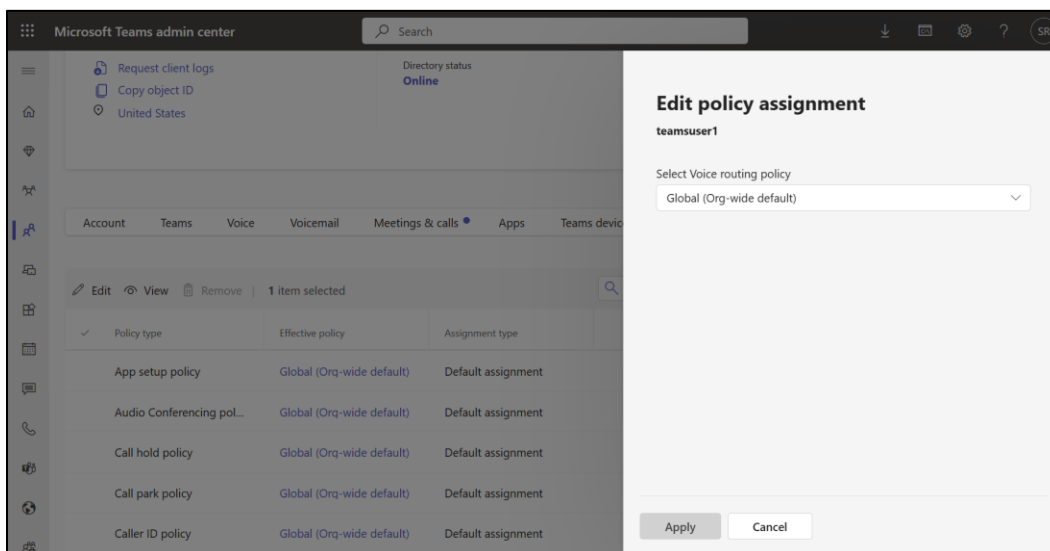 Microsoft Teams admin center
Search
SR
Request client logs
Directory status
Online
Copy object ID
United States
Edit policy assignment
teamsuser1
Select Voice routing policy
Global (Org-wide default)
Account Teams Voice Voicemail Meetings & calls Apps Teams devic
Edit View Remove | 1 item selected
Policy type Effective policy Assignment type
App setup policy Global (Org-wide default) Default assignment
Audio Conferencing pol... Global (Org-wide default) Default assignment
Call hold policy Global (Org-wide default) Default assignment
Call park policy Global (Org-wide default) Default assignment
Caller ID policy Global (Org-wide default) Default assignment
Apply Cancel